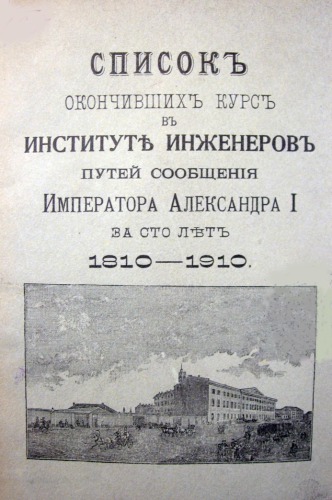 СПИСОКЪ
ОКОНЧИВШИХЪ КУРСЪ
ВЪ
ИНСТИТУТѢ ИНЖЕНЕРОВЪ
ПУТЕЙ СООБЩЕНІЯ
ИМПЕРАТОРА АЛЕКСАНДРА I
ЗА СТО ЛѢТЪ
1810—1910.